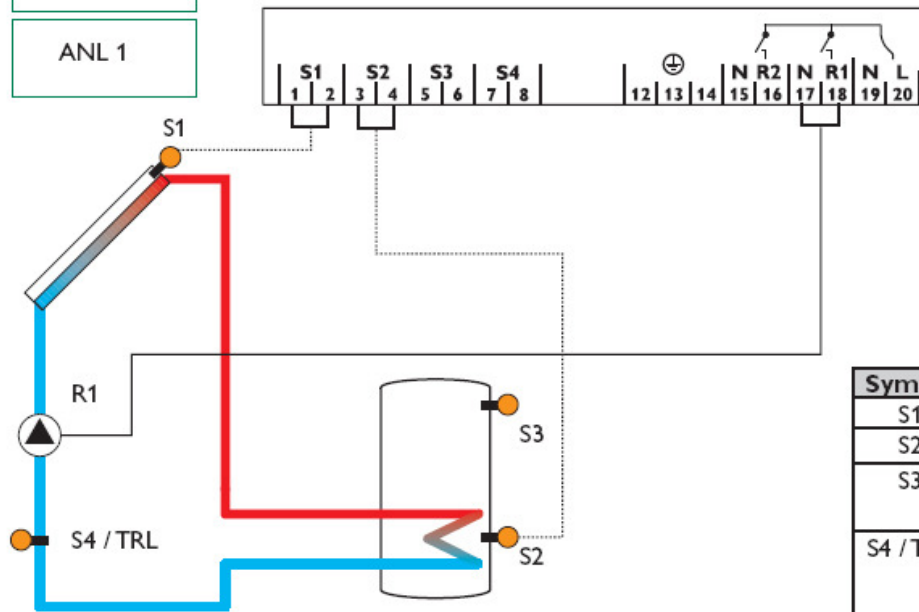 ANL 1
S1 S2 S3 S4 N R2 N R1 N L
1 2 3 4 5 6 7 8 12 13 14 15 16 17 18 19 20
S1
R1
S3
S2
S4 / TRL
Sym
S1
S2
S3
S4 / T